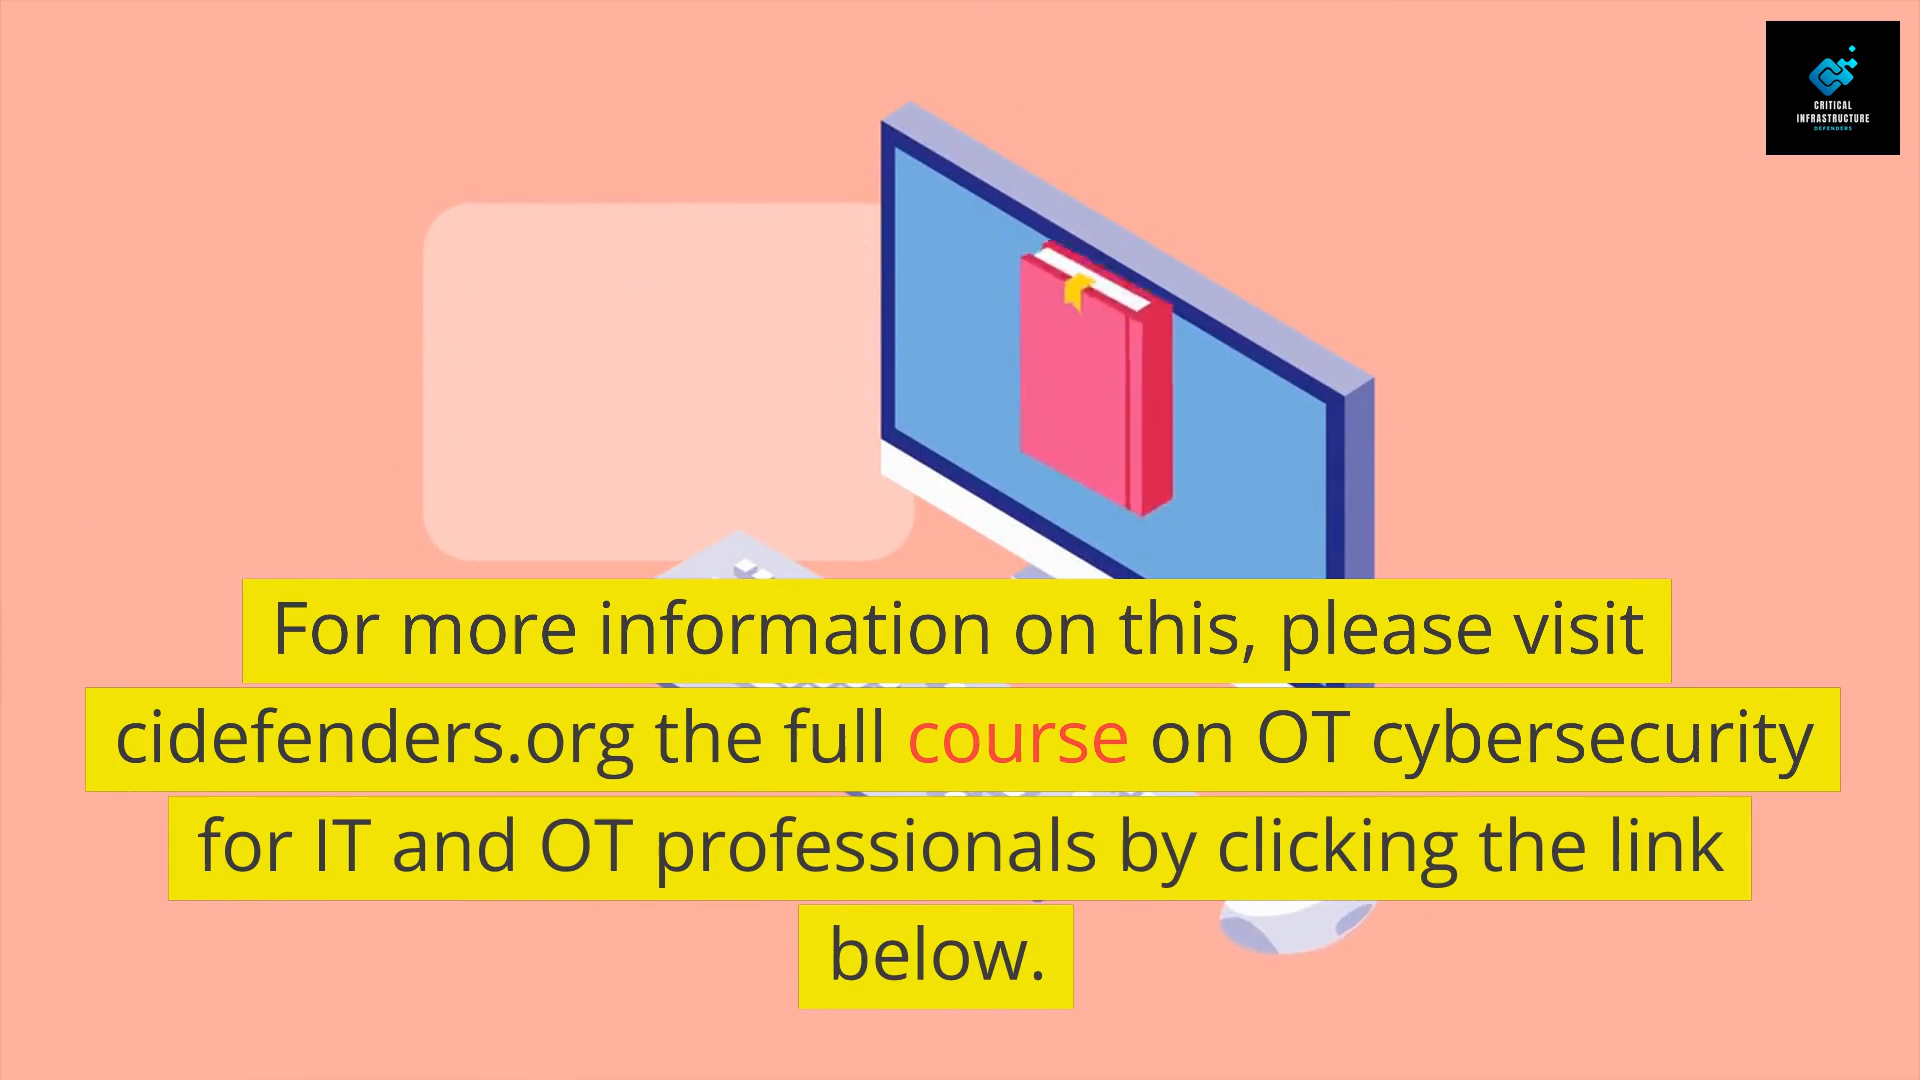 CRITICAL
INFRASTRUCTURE
DEFENDERS
For more information on this, please visit
cidefenders.org the full course on OT cybersecurity
for IT and OT professionals by clicking the link
below.